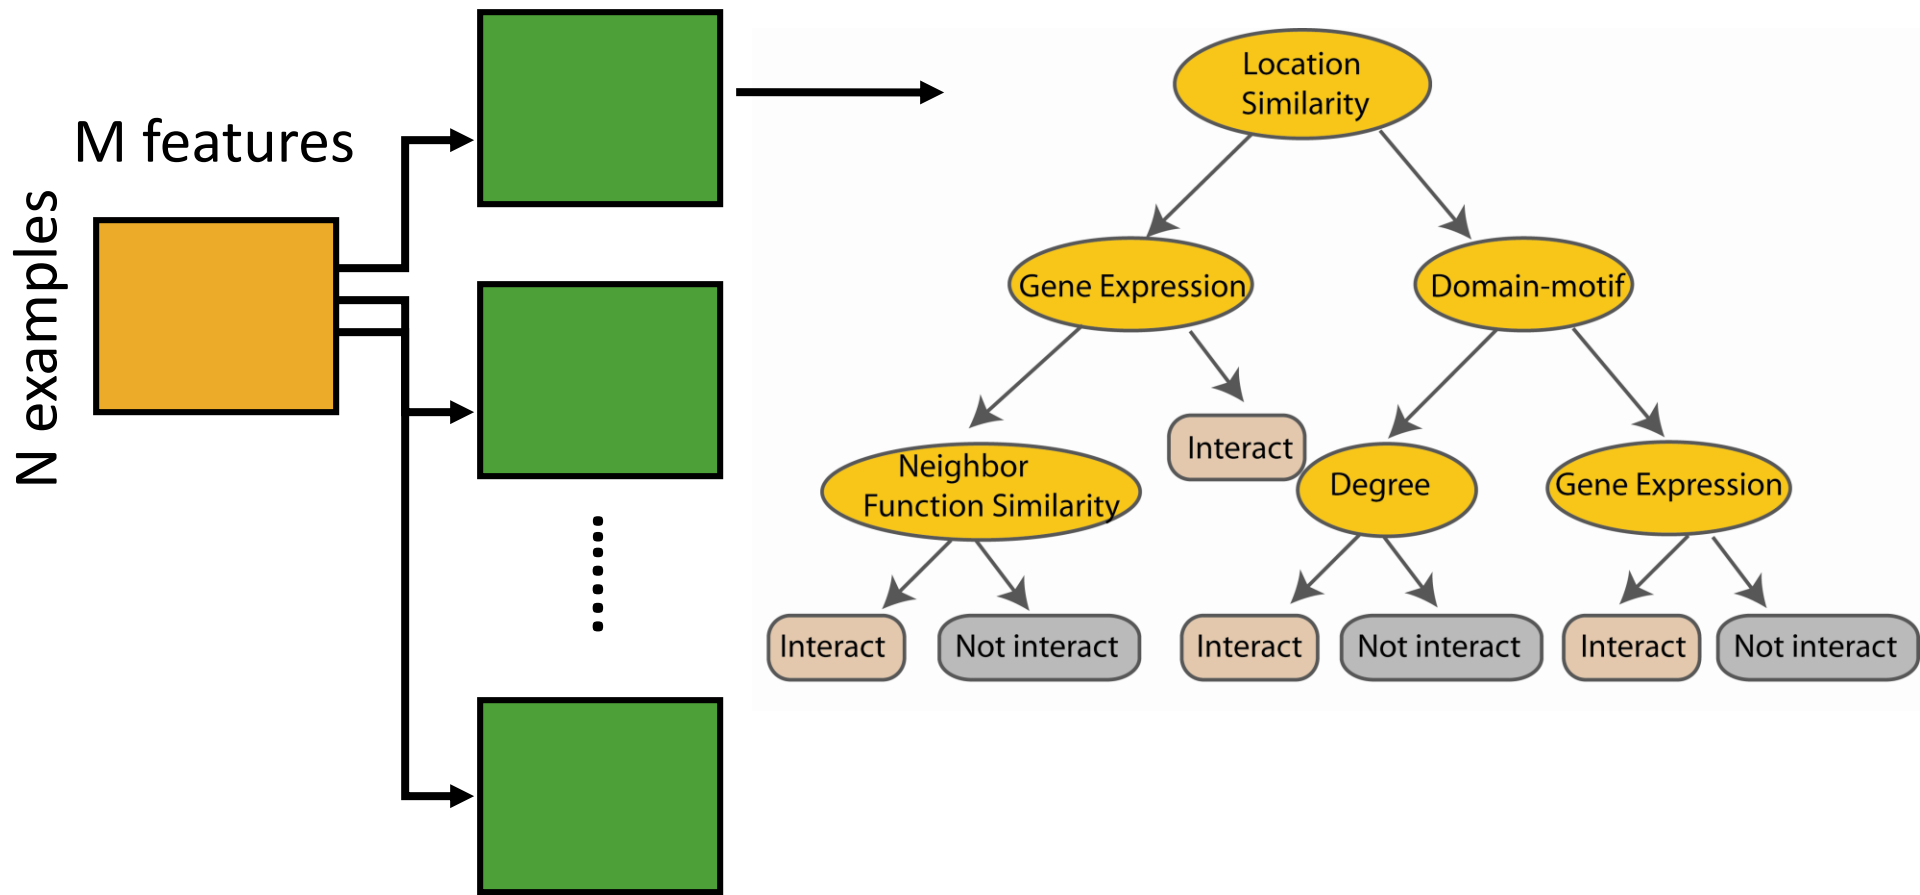 M features
N examples
Location
Similarity
Gene Expression
Domain-motif
Interact
Neighbor
Function Similarity
Degree
Gene Expression
Interact
Not interact
Interact
Not interact
Interact
Not interact